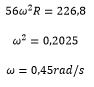 56ω²R = 226,8
ω² = 0,2025
ω = 0,45rad/s